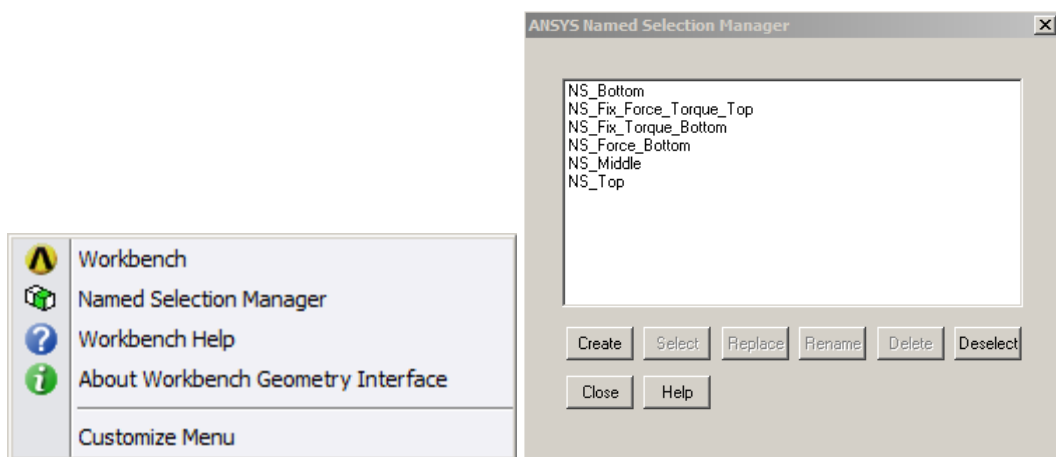 ANSYS Named Selection Manager
NS_Bottom
NS_Fix_Force_Torque_Top
NS_Fix_Torque_Bottom
NS_Force_Bottom
NS_Middle
NS_Top
Create Select Replace Rename Delete Deselect
Close Help
Workbench
Named Selection Manager
Workbench Help
About Workbench Geometry Interface
Customize Menu